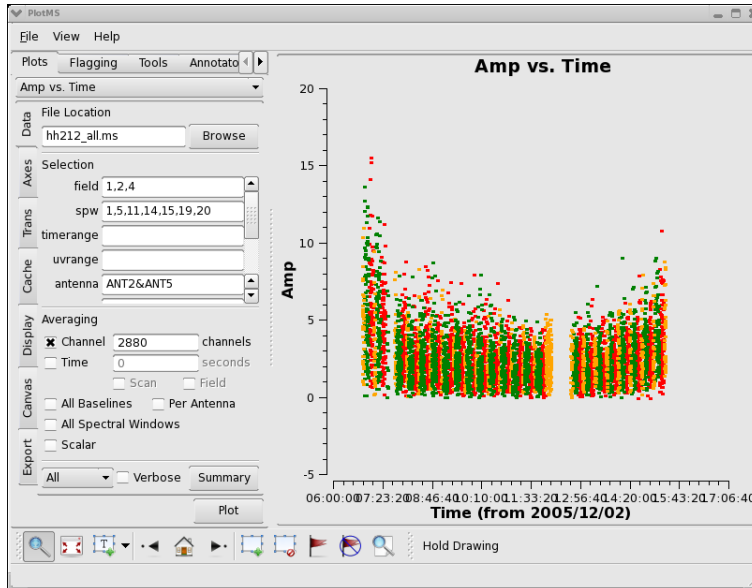 PlotMS
File View Help
Plots Flagging Tools Annotato
Amp vs. Time
Data
Axes
Trans
Cache
Display
Canvas
Export
File Location
hh212_all.ms Browse
Selection
field 1,2,4
spw 1,5,11,14,15,19,20
timerange
uvrange
antenna ANT2&ANT5
Averaging
Channel 2880 channels
Time 0 seconds
Scan Field
All Baselines Per Antenna
All Spectral Windows
Scalar
All Verbose Summary
Plot
Amp vs. Time
20
15
10
5
0
-5
Amp
06:00:00 07:23:20 08:46:40 10:10:00 11:33:20 12:56:40 14:20:00 15:43:20 17:06:40
Time (from 2005/12/02)
T
Hold Drawing